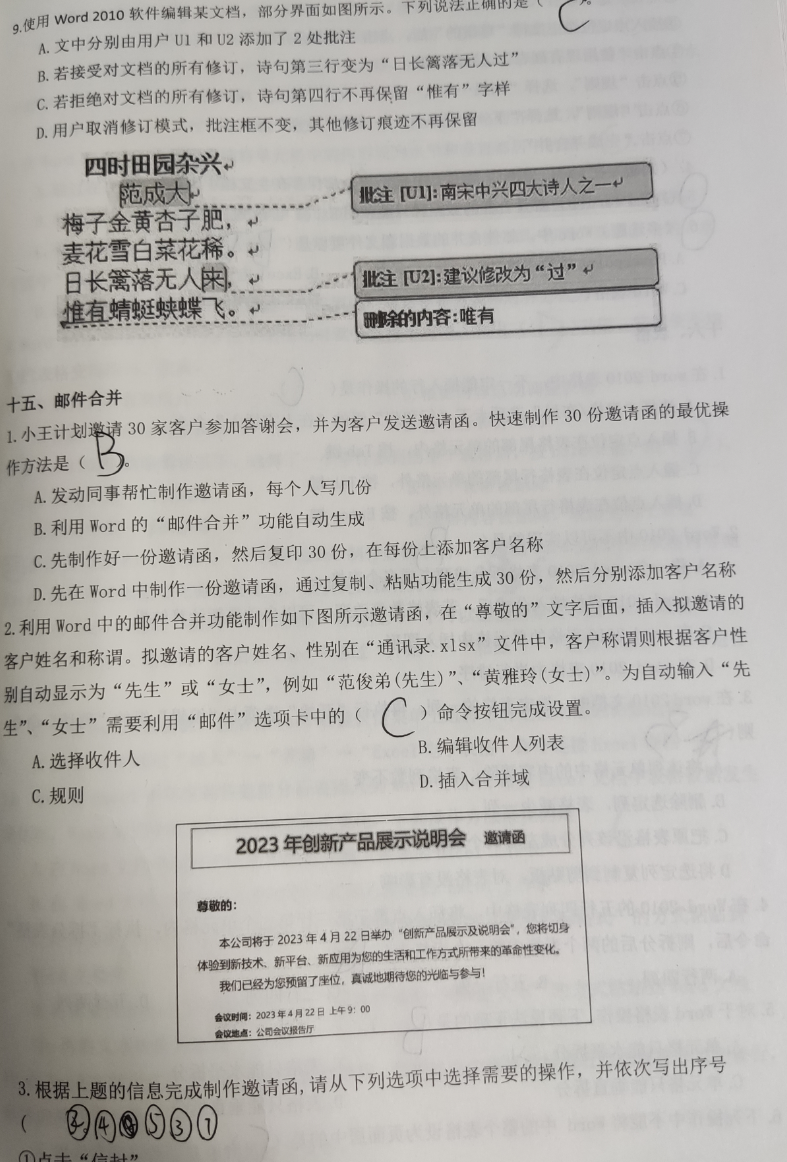 9.使用 Word 2010 软件编辑某文档，部分界面如图所示。下列说法正确的是（ C ）。
A.文中分别由用户 U1 和 U2 添加了 2 处批注
B.若接受对文档的所有修订，诗句第三行变为“日长篱落无人过”
C.若拒绝对文档的所有修订，诗句第四行不再保留“惟有”字样
D.用户取消修订模式，批注框不变，其他修订痕迹不再保留
四时田园杂兴
范成大
批注 [U1]:南宋中兴四大诗人之一
梅子金黄杏子肥，
麦花雪白菜花稀。
日长篱落无人来，
批注 [U2]:建议修改为“过”
惟有蜻蜓蛱蝶飞。
删除的内容:唯有
十五、邮件合并
1.小王计划邀请 30 家客户参加答谢会，并为客户发送邀请函。快速制作 30 份邀请函的最优操
作方法是（ B ）。
A.发动同事帮忙制作邀请函，每个人写几份
B.利用 Word 的“邮件合并”功能自动生成
C.先制作好一份邀请函，然后复印 30 份，在每份上添加客户名称
D.先在 Word 中制作一份邀请函，通过复制、粘贴功能生成 30 份，然后分别添加客户名称
2.利用 Word 中的邮件合并功能制作如下图所示邀请函，在“尊敬的”文字后面，插入拟邀请的
客户姓名和称谓。拟邀请的客户姓名、性别在“通讯录.xlsx”文件中，客户称谓则根据客户性
别自动显示为“先生”或“女士”，例如“范俊弟(先生)”、“黄雅玲(女士)”。为自动输入“先
生”、“女士”需要利用“邮件”选项卡中的（ C ）命令按钮完成设置。
A.选择收件人
B.编辑收件人列表
C.规则
D.插入合并域
2023 年创新产品展示说明会 邀请函
尊敬的：
本公司将于 2023 年 4 月 22 日举办“创新产品展示及说明会”，您将切身
体验到新技术、新平台、新应用为您的生活和工作方式所带来的革命性变化。
我们已经为您预留了座位，真诚地期待您的光临与参与！
会议时间：2023 年 4 月 22 日 上午 9：00
会议地点：公司会议报告厅
3.根据上题的信息完成制作邀请函,请从下列选项中选择需要的操作，并依次写出序号
（ ④ ⑤ ③
①点击“信封”